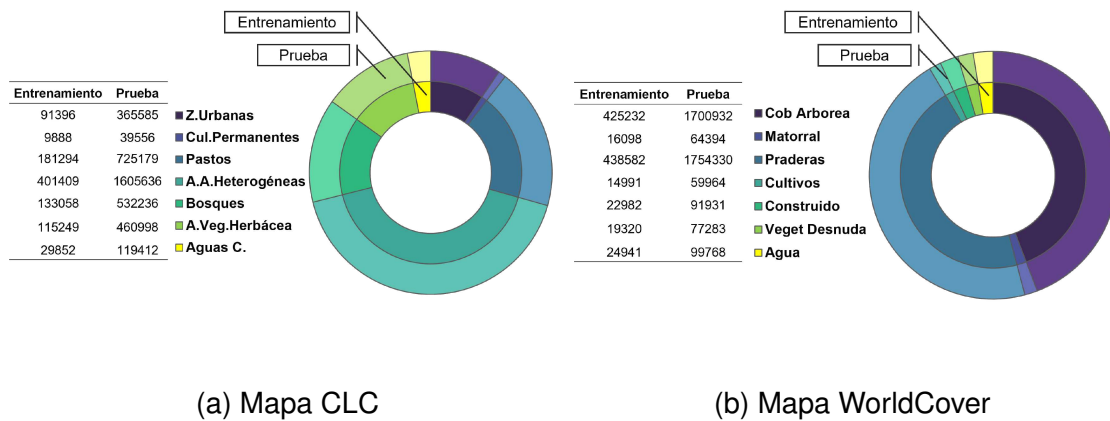 Entrenamiento
Prueba
Entrenamiento Prueba
91396 365585 Z.Urbanas
9888 39556 Cul.Permanentes
181294 725179 Pastos
401409 1605636 A.A.Heterogéneas
133058 532236 Bosques
115249 460998 A.Veg.Herbácea
29852 119412 Aguas C.
(a) Mapa CLC
Entrenamiento
Prueba
Entrenamiento Prueba
425232 1700932 Cob Arborea
16098 64394 Matorral
438582 1754330 Praderas
14991 59964 Cultivos
22982 91931 Construido
19320 77283 Veget Desnuda
24941 99768 Agua
(b) Mapa WorldCover